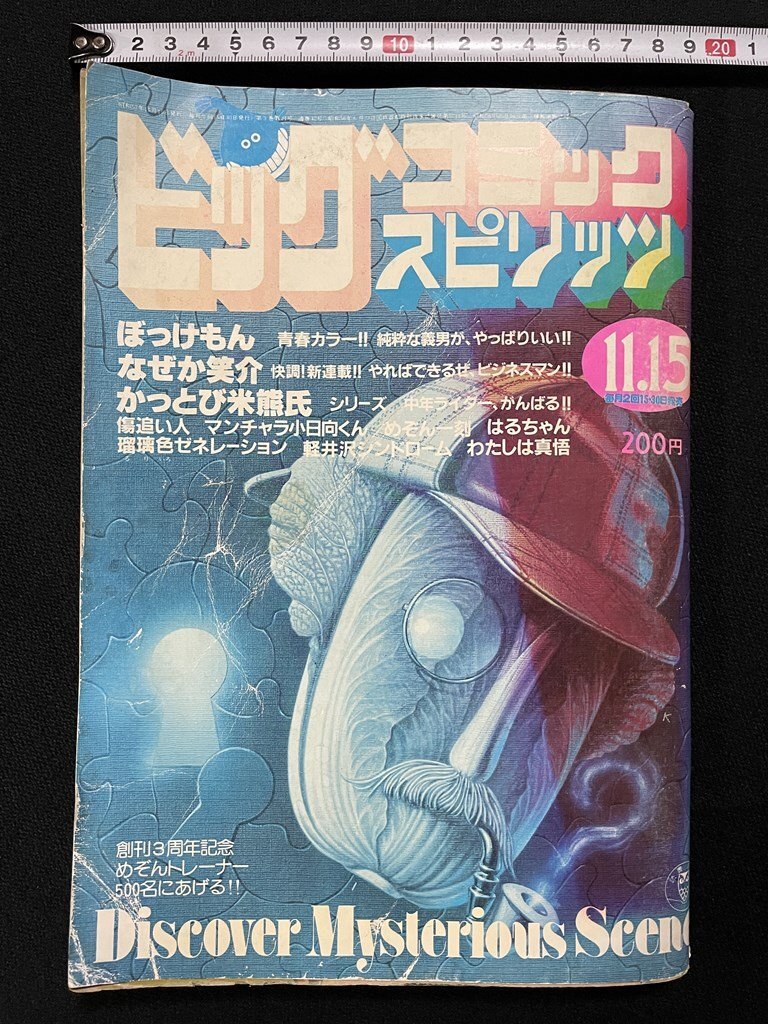 2 3 4 5 6 7 8 9 10 1 2 3 4 5 6 7 8 9 20 1
2m
ビッグコミック
スピリッツ
ぼっけもん 青春カラー!! 純粋な義男が、やっぱりいい!!
なぜか笑介 快調!新連載!! やればできるぜ、ビジネスマン!!
かっとび米熊氏 シリーズ 中年ライダー、がんばる!!
傷追い人 マンチャラ小日向くん めぞん一刻 はるちゃん
瑠璃色ゼネレーション 軽井沢シンドローム わたしは真悟
11.15
毎月2回15・30日発売
200円
創刊3周年記念
めぞんトレーナー
500名にあげる!!
Discover Mysterious Scene